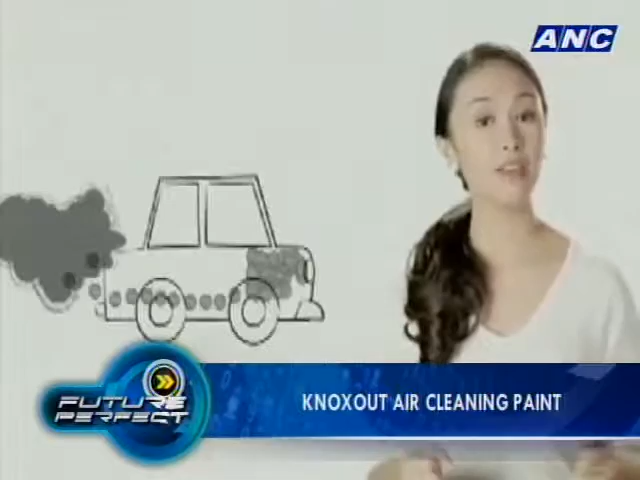 ANC
FUTURE
PERFECT
KNOXOUT AIR CLEANING PAINT